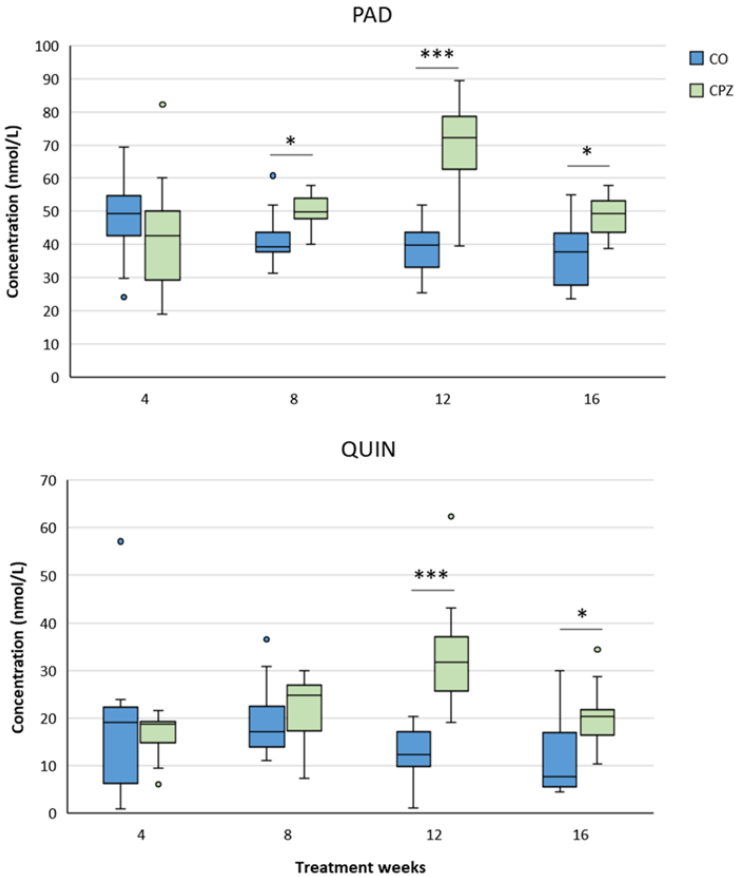 PAD
100
90
80
70
60
50
40
30
20
10
0
Concentration (nmol/L)
*
***
*
CO
CPZ
4 8 12 16
QUIN
70
60
50
40
30
20
10
0
Concentration (nmol/L)
***
*
4 8 12 16
Treatment weeks